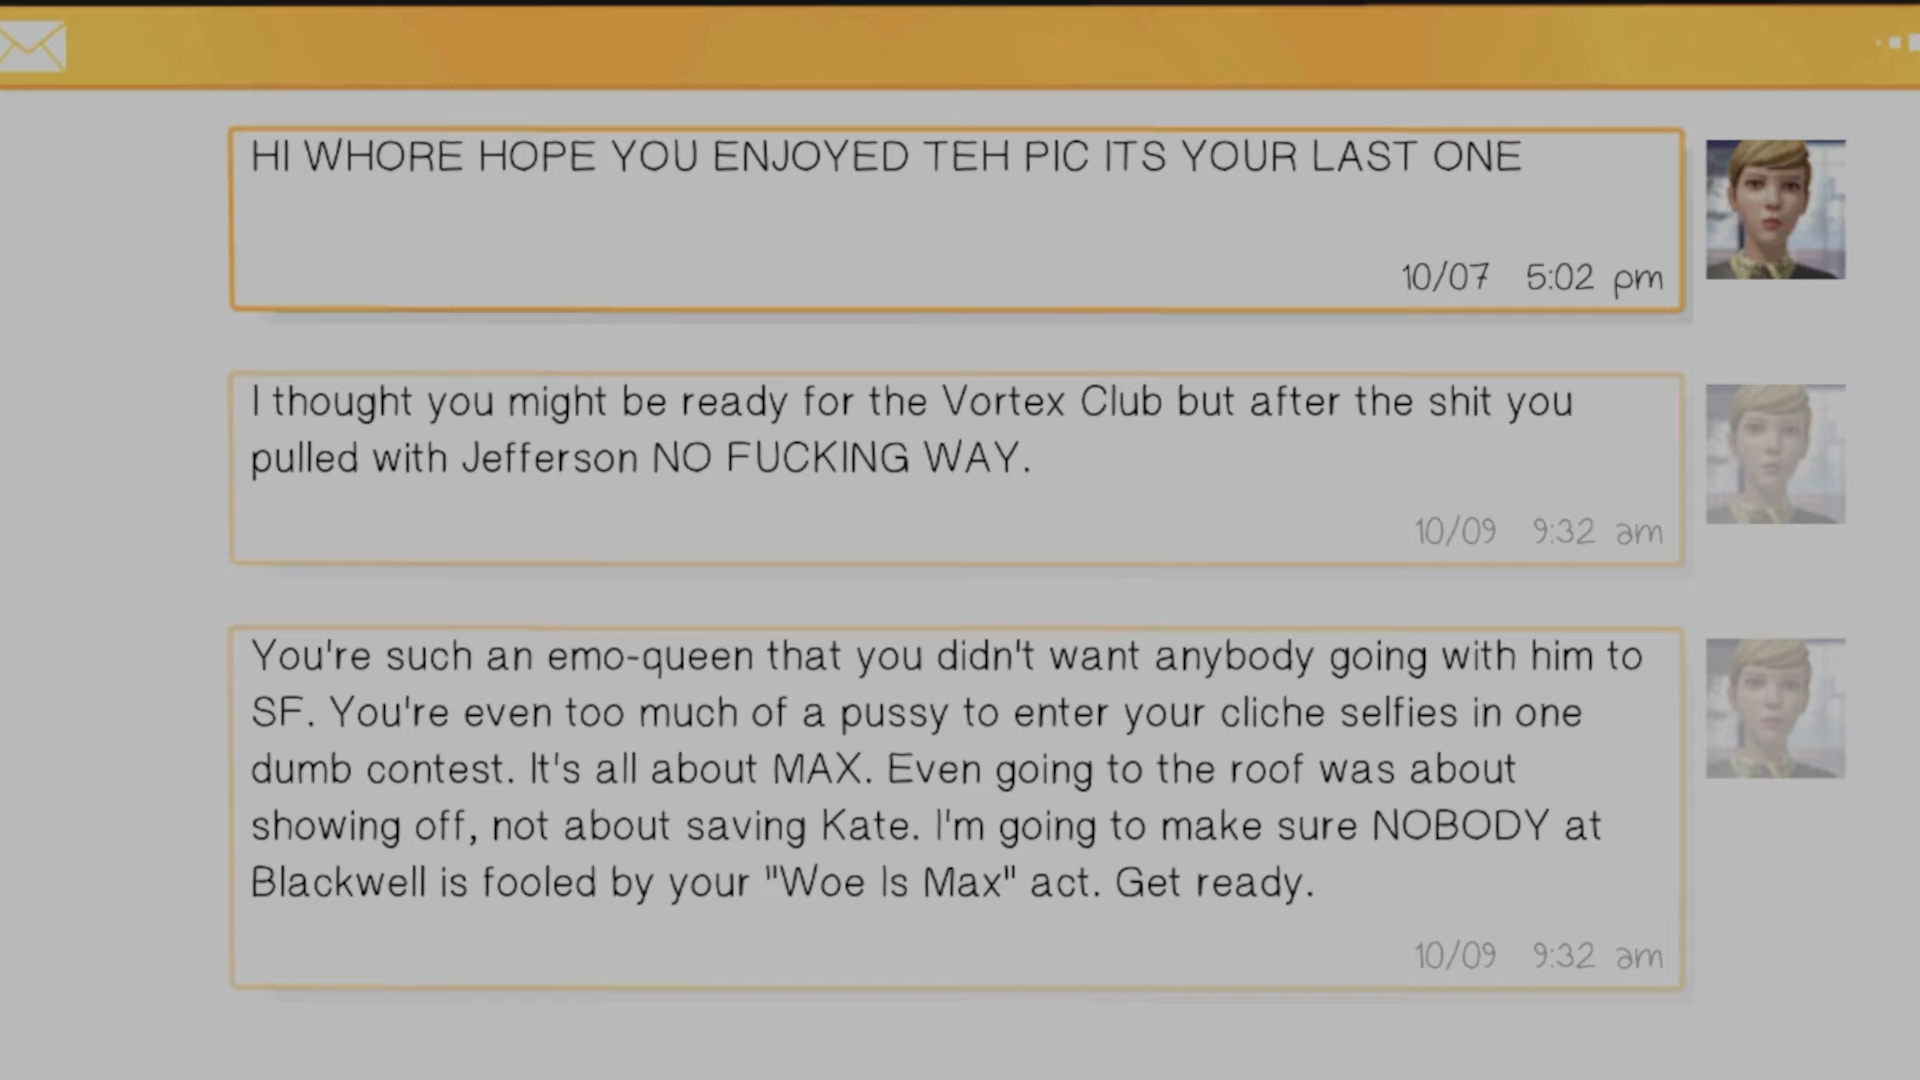 HI WHORE HOPE YOU ENJOYED TEH PIC ITS YOUR LAST ONE
10/07 5:02 pm
I thought you might be ready for the Vortex Club but after the shit you
pulled with Jefferson NO FUCKING WAY.
10/09 9:32 am
You're such an emo-queen that you didn't want anybody going with him to
SF. You're even too much of a pussy to enter your cliche selfies in one
dumb contest. It's all about MAX. Even going to the roof was about
showing off, not about saving Kate. I'm going to make sure NOBODY at
Blackwell is fooled by your "Woe Is Max" act. Get ready.
10/09 9:32 am